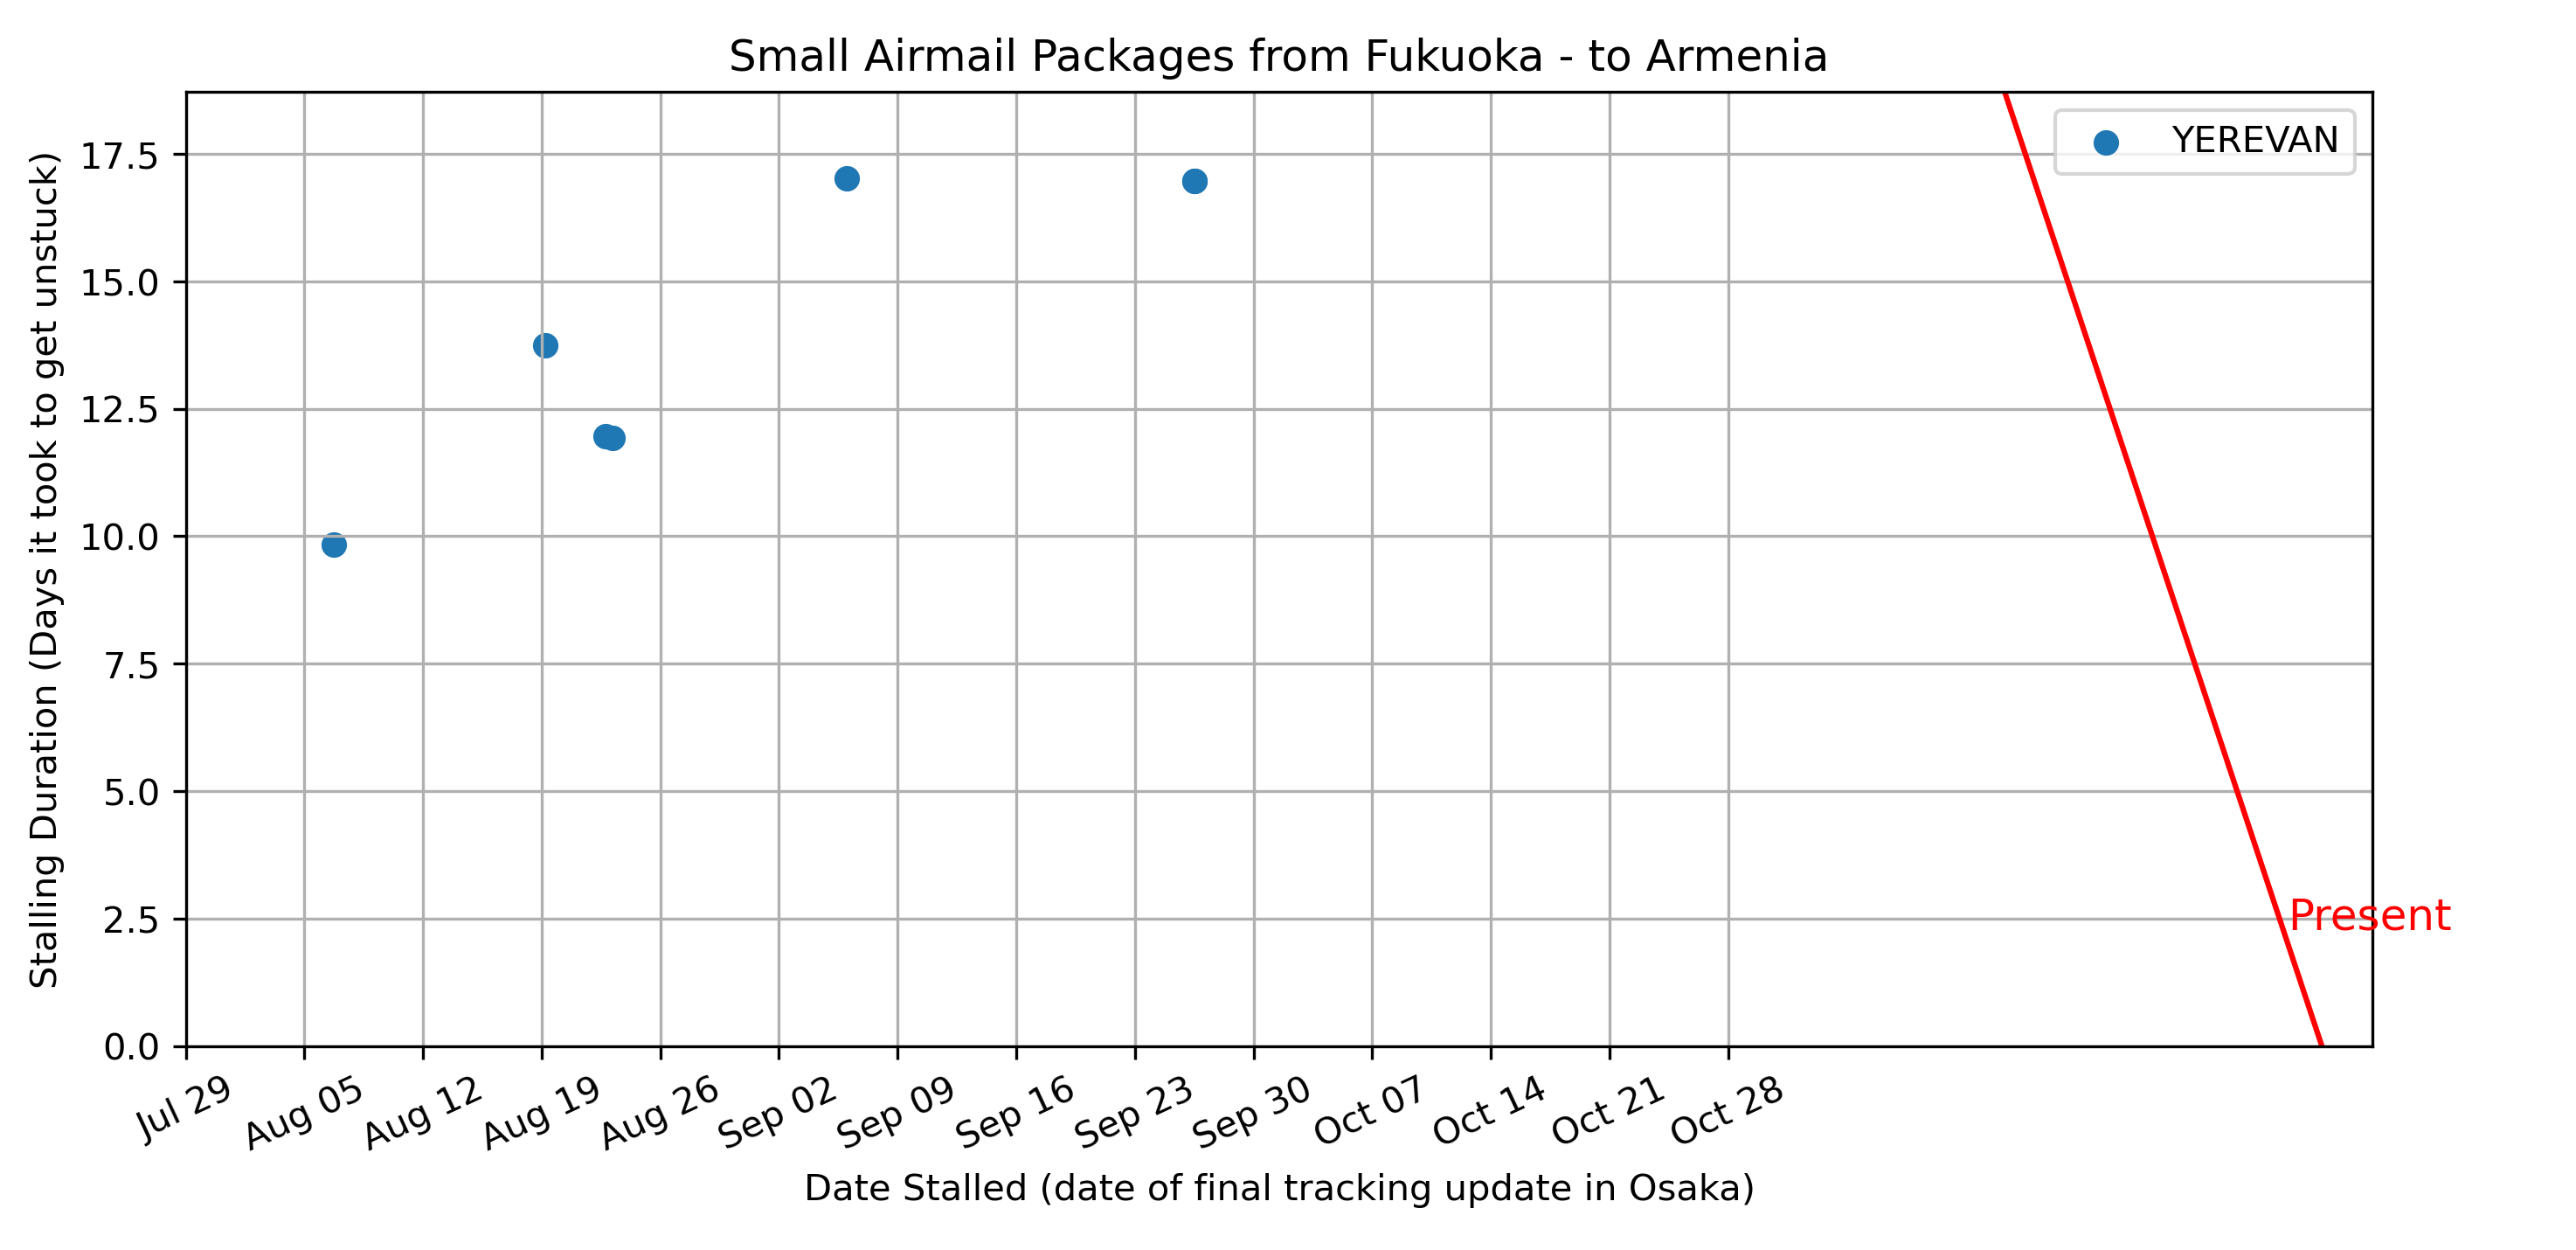 Small Airmail Packages from Fukuoka - to Armenia
YEREVAN
Stalling Duration (Days it took to get unstuck)
17.5
15.0
12.5
10.0
7.5
5.0
2.5
0.0
Present
Jul 29
Aug 05
Aug 12
Aug 19
Aug 26
Sep 02
Sep 09
Sep 16
Sep 23
Sep 30
Oct 07
Oct 14
Oct 21
Oct 28
Date Stalled (date of final tracking update in Osaka)